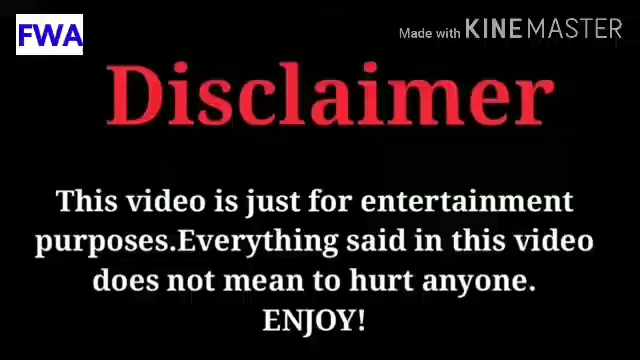 FWA
Made with KINEMASTER
Disclaimer
This video is just for entertainment
purposes.Everything said in this video
does not mean to hurt anyone.
ENJOY!